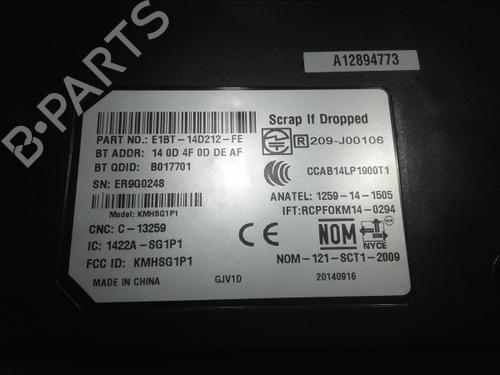 A12894773
Scrap If Dropped
R 209-J00106
PART NO.: E1BT-14D212-FE
BT ADDR: 14 0D 4F 0D DE AF
BT QDID: B017701
CCAB14LP1900T1
SN: ER9G0248
ANATEL: 1259-14-1505
IFT:RCPFOKM14-0294
Model: KMHSG1P1
CNC: C-13259
IC: 1422A-SG1P1
FCC ID: KMHSG1P1
CE
NOM
NYCE
NOM-121-SCT1-2009
MADE IN CHINA
GJV1D
20140916
B PARTS